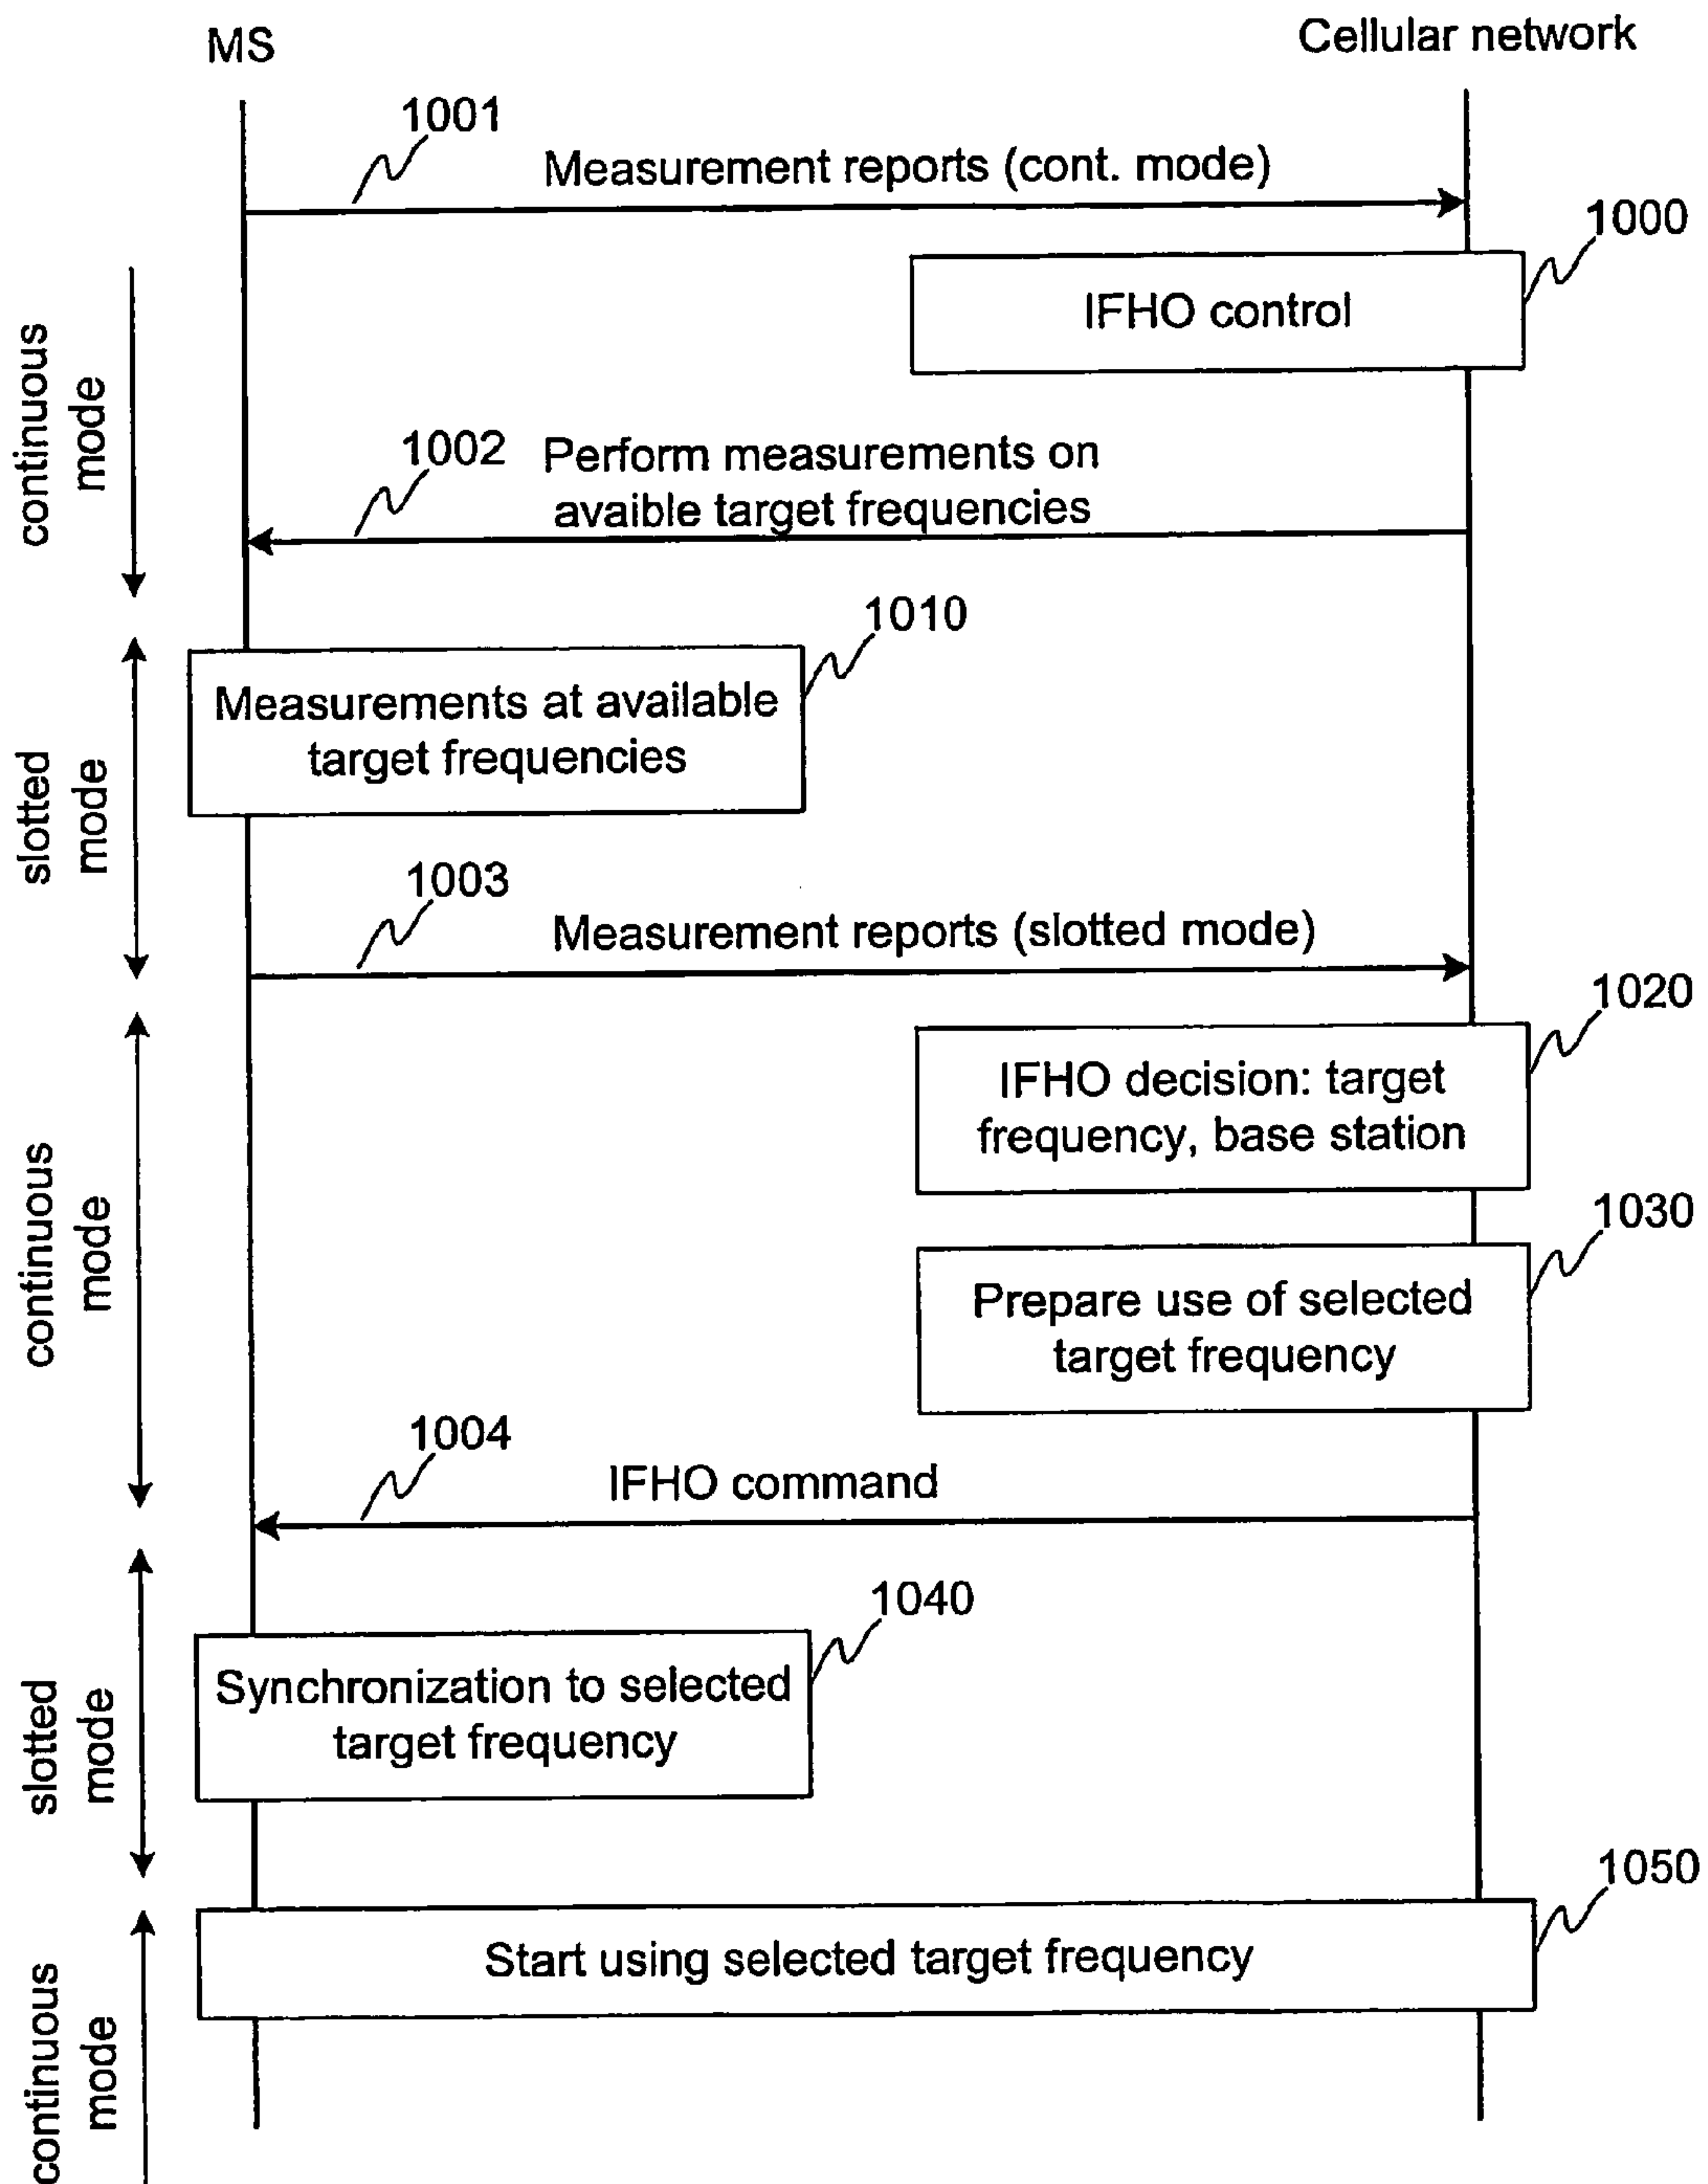 MS
Cellular network
1001
Measurement reports (cont. mode)
1000
IFHO control
continuous
mode
1002
Perform measurements on
avaible target frequencies
1010
Measurements at available
target frequencies
slotted
mode
1003
Measurement reports (slotted mode)
1020
IFHO decision: target
frequency, base station
continuous
mode
1030
Prepare use of selected
target frequency
1004
IFHO command
1040
Synchronization to selected
target frequency
slotted
mode
1050
Start using selected target frequency
continuous
mode